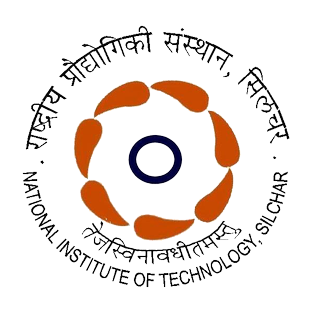 राष्ट्रीय प्रौद्योगिकी संस्थान, सिलचर
तेजस्विनावधीतमस्तु
NATIONAL INSTITUTE OF TECHNOLOGY, SILCHAR